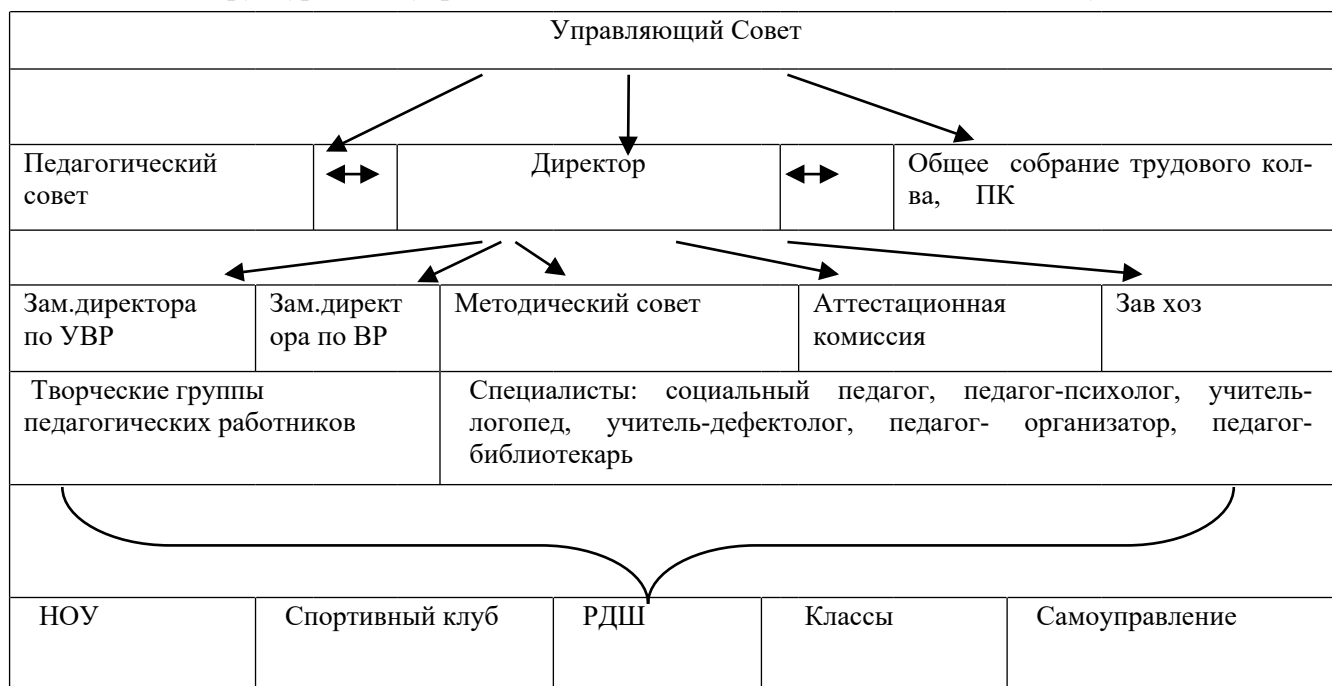 Управляющий Совет
Педагогический
совет
Директор
Общее собрание трудового кол-
ва, ПК
Зам.директора
по УВР
Зам.директ
ора по ВР
Методический совет
Аттестационная
комиссия
Зав хоз
Творческие группы
педагогических работников
Специалисты: социальный педагог, педагог-психолог, учитель-
логопед, учитель-дефектолог, педагог- организатор, педагог-
библиотекарь
НОУ
Спортивный клуб
РДШ
Классы
Самоуправление